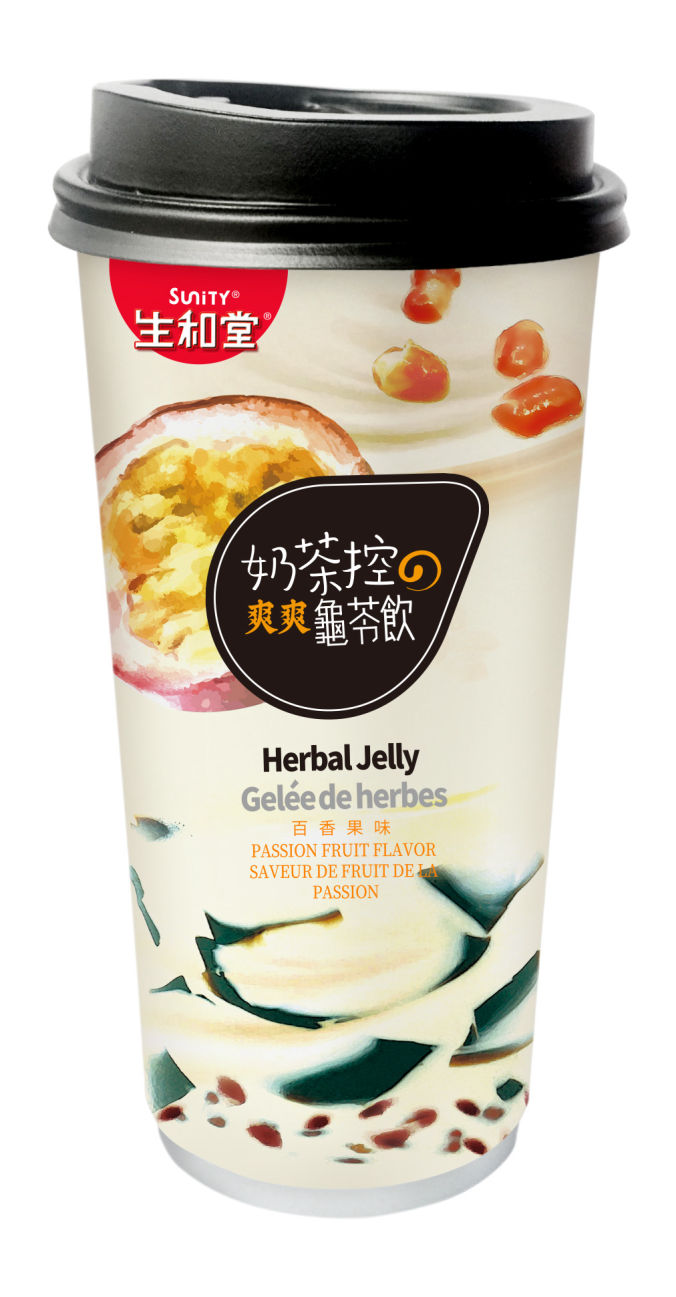 SUNiTY®
生和堂®
奶茶控の
爽爽龜苓飲
Herbal Jelly
Gelée de herbes
百香果味
PASSION FRUIT FLAVOR
SAVEUR DE FRUIT DE LA
PASSION